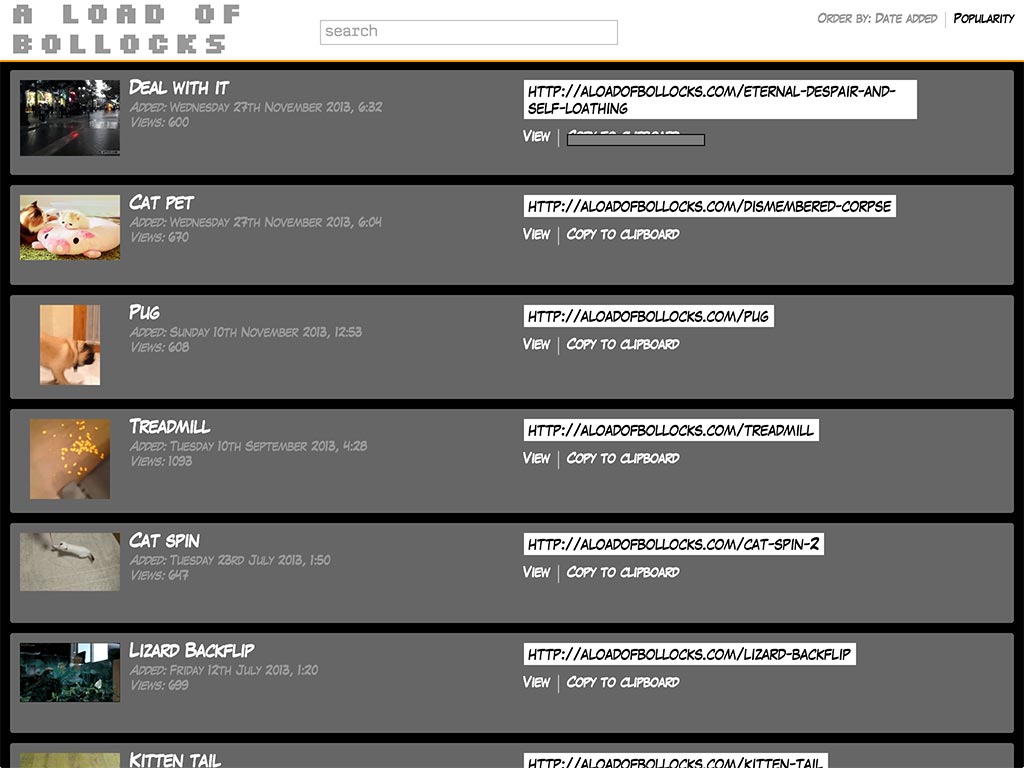 A LOAD OF
BOLLOCKS
search
Order by: Date added | Popularity
Deal with it
Added: Wednesday 27th November 2013, 6:32
Views: 600
http://aloadofbollocks.com/eternal-despair-and-
self-loathing
View | Copy to clipboard
Cat pet
Added: Wednesday 27th November 2013, 6:04
Views: 670
http://aloadofbollocks.com/dismembered-corpse
View | Copy to clipboard
Pug
Added: Sunday 10th November 2013, 12:53
Views: 608
http://aloadofbollocks.com/pug
View | Copy to clipboard
Treadmill
Added: Tuesday 10th September 2013, 4:28
Views: 1093
http://aloadofbollocks.com/treadmill
View | Copy to clipboard
Cat spin
Added: Tuesday 23rd July 2013, 1:50
Views: 647
http://aloadofbollocks.com/cat-spin-2
View | Copy to clipboard
Lizard Backflip
Added: Friday 12th July 2013, 1:20
Views: 699
http://aloadofbollocks.com/lizard-backflip
View | Copy to clipboard
Kitten tail
http://aloadofbollocks.com/kitten-tail